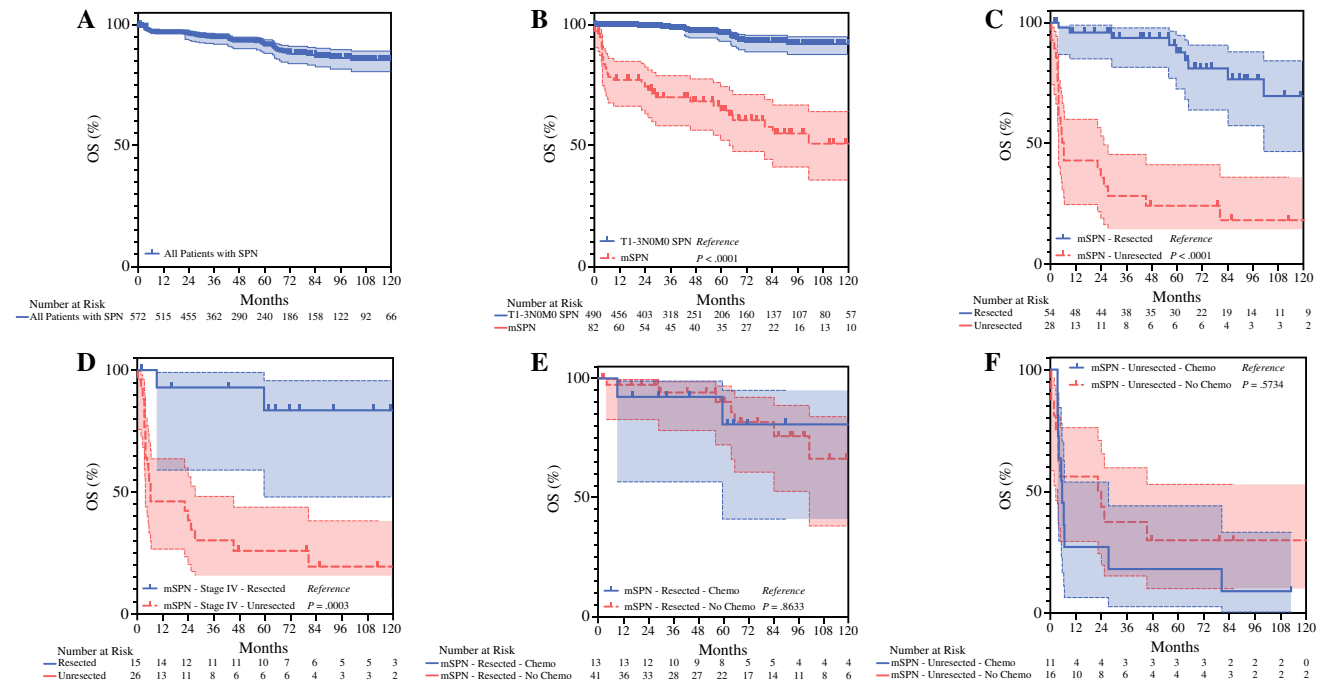 A
100
50
0
OS (%)
All Patients with SPN
0 12 24 36 48 60 72 84 96 108 120
Months
Number at Risk
All Patients with SPN 572 515 455 362 290 240 186 158 122 92 66
B
100
50
0
OS (%)
T1-3N0M0 SPN Reference
mSPN P < .0001
0 12 24 36 48 60 72 84 96 108 120
Months
Number at Risk
T1-3N0M0 SPN 490 456 403 318 251 206 160 137 107 80 57
mSPN 82 60 54 45 40 35 27 22 16 13 10
C
100
50
0
OS (%)
mSPN - Resected Reference
mSPN - Unresected P < .0001
0 12 24 36 48 60 72 84 96 108 120
Months
Number at Risk
Resected 54 48 44 38 35 30 22 19 14 11 9
Unresected 28 13 11 8 6 6 6 4 3 3 2
D
100
50
0
OS (%)
mSPN - Stage IV - Resected Reference
mSPN - Stage IV - Unresected P = .0003
0 12 24 36 48 60 72 84 96 108 120
Months
Number at Risk
Resected 15 14 12 11 11 10 7 6 5 5 3
Unresected 26 13 11 8 6 6 6 4 3 3 2
E
100
50
0
OS (%)
mSPN - Resected - Chemo Reference
mSPN - Resected - No Chemo P = .8633
0 12 24 36 48 60 72 84 96 108 120
Months
Number at Risk
mSPN - Resected - Chemo 13 13 12 10 9 8 5 5 4 4 4
mSPN - Resected - No Chemo 41 36 33 28 27 22 17 14 11 8 6
F
100
50
0
OS (%)
mSPN - Unresected - Chemo Reference
mSPN - Unresected - No Chemo P = .5734
0 12 24 36 48 60 72 84 96 108 120
Months
Number at Risk
mSPN - Unresected - Chemo 11 4 4 3 3 3 3 2 2 2 0
mSPN - Unresected - No Chemo 16 10 8 6 4 4 4 3 2 2 2